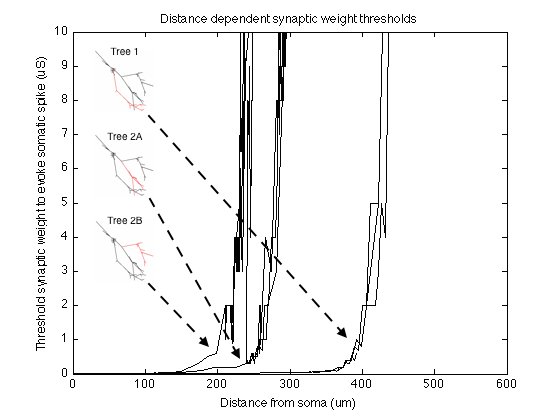 Distance dependent synaptic weight thresholds
Threshold synaptic weight to evoke somatic spike (uS)
10
9
8
7
6
5
4
3
2
1
0
Tree 1
Tree 2A
Tree 2B
0 100 200 300 400 500 600
Distance from soma (um)